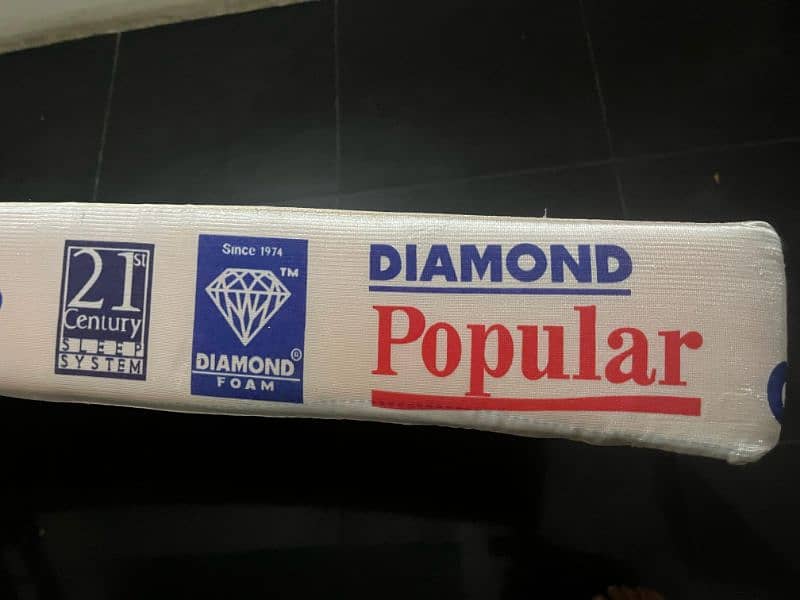 21st
Century
SLEEP
SYSTEM
Since 1974
TM
DIAMOND®
FOAM
DIAMOND
Popular